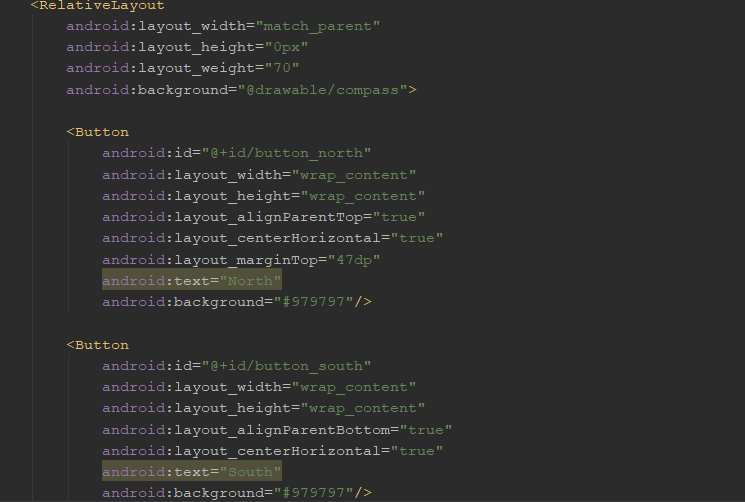 <RelativeLayout
android:layout_width="match_parent"
android:layout_height="0px"
android:layout_weight="70"
android:background="@drawable/compass">
<Button
android:id="@+id/button_north"
android:layout_width="wrap_content"
android:layout_height="wrap_content"
android:layout_alignParentTop="true"
android:layout_centerHorizontal="true"
android:layout_marginTop="47dp"
android:text="North"
android:background="#979797"/>
<Button
android:id="@+id/button_south"
android:layout_width="wrap_content"
android:layout_height="wrap_content"
android:layout_alignParentBottom="true"
android:layout_centerHorizontal="true"
android:text="South"
android:background="#979797"/>